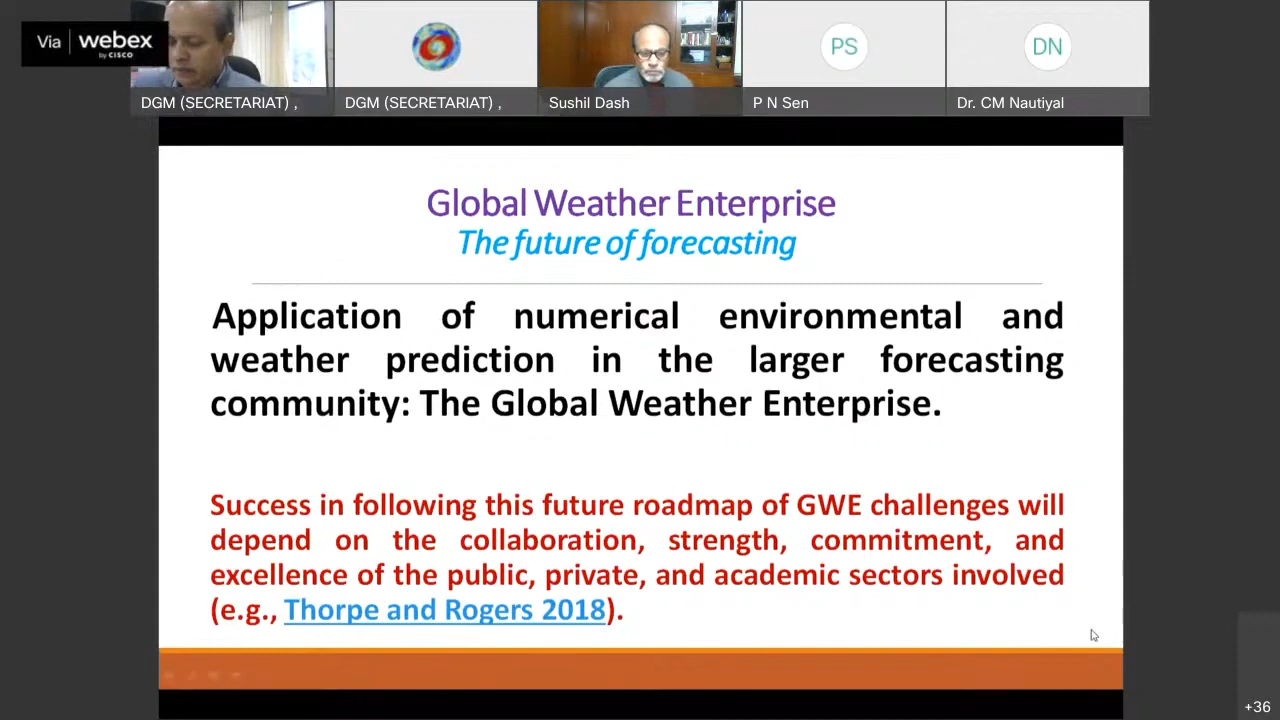 Via webex
by CISCO
DGM (SECRETARIAT) ,
DGM (SECRETARIAT) ,
Sushil Dash
PS
P N Sen
DN
Dr. CM Nautiyal
Global Weather Enterprise
The future of forecasting
Application of numerical environmental and
weather prediction in the larger forecasting
community: The Global Weather Enterprise.
Success in following this future roadmap of GWE challenges will
depend on the collaboration, strength, commitment, and
excellence of the public, private, and academic sectors involved
(e.g., Thorpe and Rogers 2018).
+36